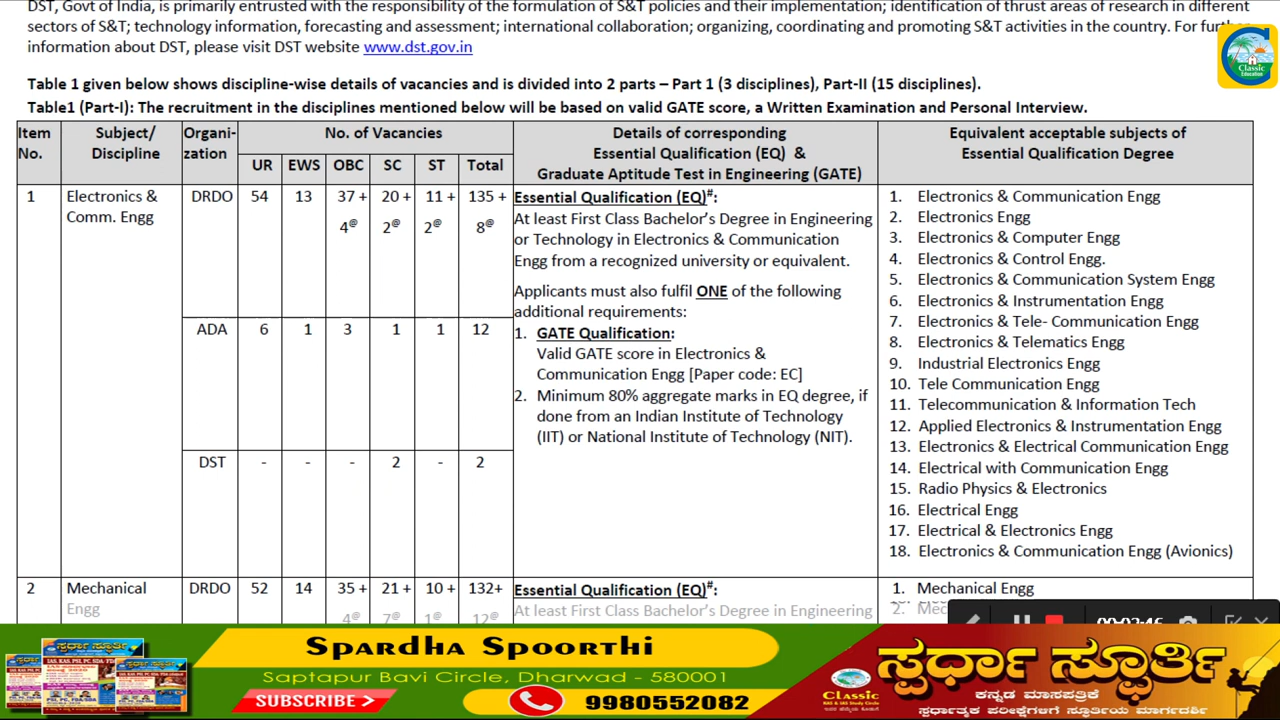 DST, Govt of India, is primarily entrusted with the responsibility of the formulation of S&T policies and their implementation; identification of thrust areas of research in different
sectors of S&T; technology information, forecasting and assessment; international collaboration; organizing, coordinating and promoting S&T activities in the country. For further
information about DST, please visit DST website www.dst.gov.in
Classic
Education
Table 1 given below shows discipline-wise details of vacancies and is divided into 2 parts – Part 1 (3 disciplines), Part-II (15 disciplines).
Table1 (Part-I): The recruitment in the disciplines mentioned below will be based on valid GATE score, a Written Examination and Personal Interview.
Item No. Subject/ Discipline Organi-zation No. of Vacancies Details of corresponding Essential Qualification (EQ) & Graduate Aptitude Test in Engineering (GATE) Equivalent acceptable subjects of Essential Qualification Degree
UR EWS OBC SC ST Total
1 Electronics & Comm. Engg
DRDO 54 13 37 + 4@ 20 + 2@ 11 + 2@ 135 + 8@
ADA 6 1 3 1 1 12
DST - - - 2 - 2
Essential Qualification (EQ)#:
At least First Class Bachelor’s Degree in Engineering
or Technology in Electronics & Communication
Engg from a recognized university or equivalent.
Applicants must also fulfil ONE of the following
additional requirements:
1. GATE Qualification:
Valid GATE score in Electronics &
Communication Engg [Paper code: EC]
2. Minimum 80% aggregate marks in EQ degree, if
done from an Indian Institute of Technology
(IIT) or National Institute of Technology (NIT).
1. Electronics & Communication Engg
2. Electronics Engg
3. Electronics & Computer Engg
4. Electronics & Control Engg.
5. Electronics & Communication System Engg
6. Electronics & Instrumentation Engg
7. Electronics & Tele- Communication Engg
8. Electronics & Telematics Engg
9. Industrial Electronics Engg
10. Tele Communication Engg
11. Telecommunication & Information Tech
12. Applied Electronics & Instrumentation Engg
13. Electronics & Electrical Communication Engg
14. Electrical with Communication Engg
15. Radio Physics & Electronics
16. Electrical Engg
17. Electrical & Electronics Engg
18. Electronics & Communication Engg (Avionics)
2 Mechanical Engg
DRDO 52 14 35 + 4@ 21 + 7@ 10 + 1@ 132+ 12@
Essential Qualification (EQ)#:
At least First Class Bachelor’s Degree in Engineering
1. Mechanical Engg
2. Mec
00:02:46
Spardha Spoorthi
Saptapur Bavi Circle, Dharwad - 580001
SUBSCRIBE >
9980552082
Classic
ಸ್ಪರ್ಧಾ ಸ್ಫೂರ್ತಿ
ಕನ್ನಡ ಮಾಸಪತ್ರಿಕೆ
ಸ್ಪರ್ಧಾತ್ಮಕ ಪರೀಕ್ಷೆಗಳಿಗೆ ಸ್ಫೂರ್ತಿಯ ಮಾರ್ಗದರ್ಶಿ